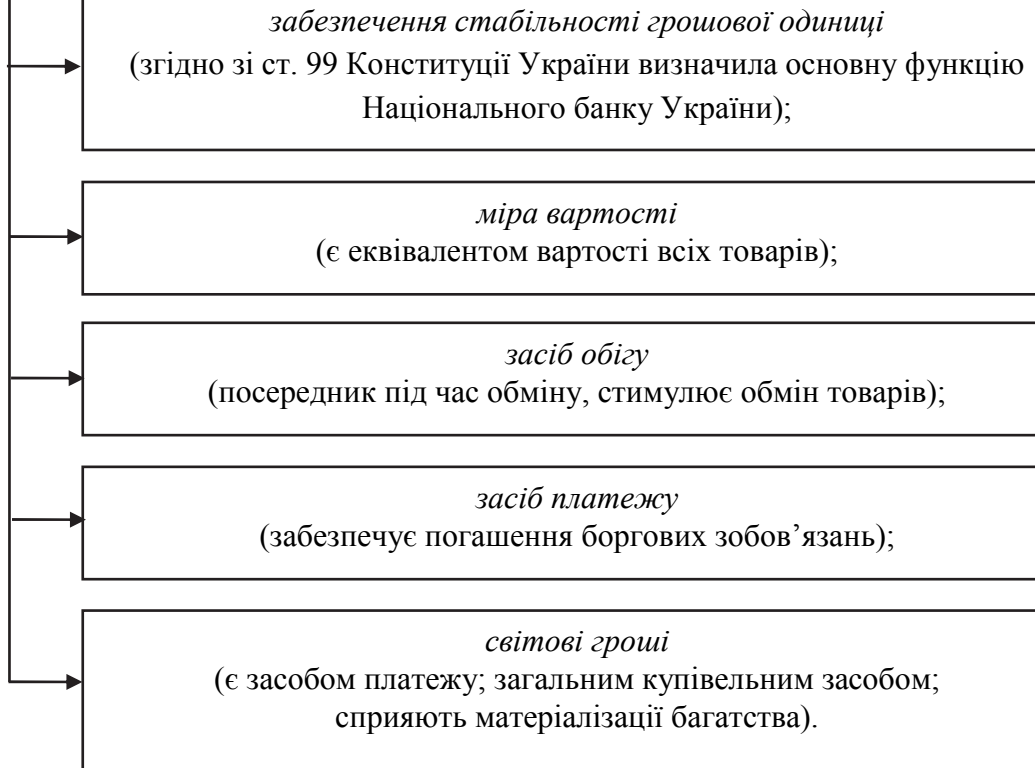 забезпечення стабільності грошової одиниці
(згідно зі ст. 99 Конституції України визначила основну функцію
Національного банку України);
міра вартості
(є еквівалентом вартості всіх товарів);
засіб обігу
(посередник під час обміну, стимулює обмін товарів);
засіб платежу
(забезпечує погашення боргових зобов’язань);
світові гроші
(є засобом платежу; загальним купівельним засобом;
сприяють матеріалізації багатства).